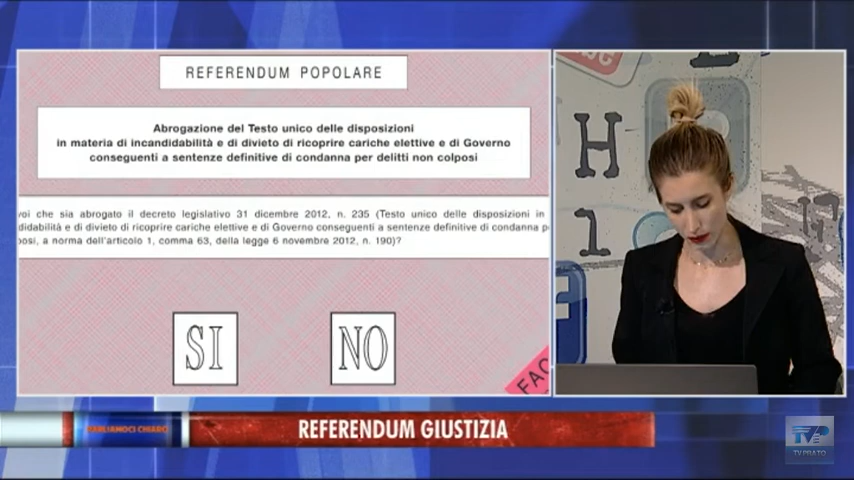 REFERENDUM POPOLARE
Abrogazione del Testo unico delle disposizioni
in materia di incandidabilità e di divieto di ricoprire cariche elettive e di Governo
conseguenti a sentenze definitive di condanna per delitti non colposi
voi che sia abrogato il decreto legislativo 31 dicembre 2012, n. 235 (Testo unico delle disposizioni in
didabilità e di divieto di ricoprire cariche elettive e di Governo conseguenti a sentenze definitive di condanna pe
posi, a norma dell'articolo 1, comma 63, della legge 6 novembre 2012, n. 190)?
SI
NO
FAC
H
1
f
PARLIAMOCI CHIARO
REFERENDUM GIUSTIZIA
TVP
TV PRATO